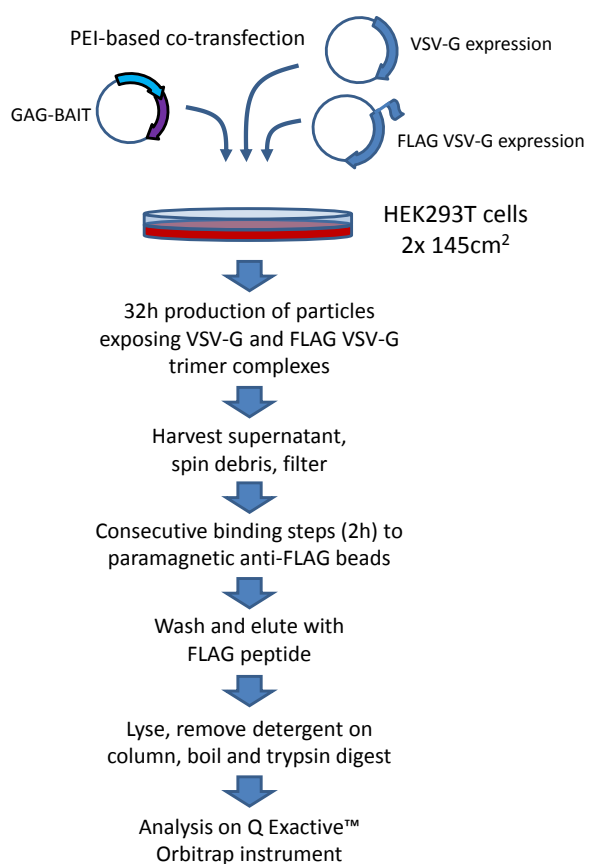 PEI-based co-transfection
VSV-G expression
GAG-BAIT
FLAG VSV-G expression
HEK293T cells
2x 145cm²
32h production of particles
exposing VSV-G and FLAG VSV-G
trimer complexes
Harvest supernatant,
spin debris, filter
Consecutive binding steps (2h) to
paramagnetic anti-FLAG beads
Wash and elute with
FLAG peptide
Lyse, remove detergent on
column, boil and trypsin digest
Analysis on Q Exactive™
Orbitrap instrument